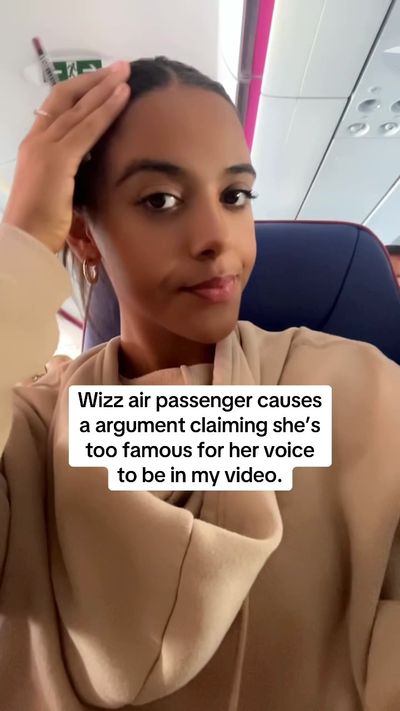 Wizz air passenger causes
a argument claiming she’s
too famous for her voice
to be in my video.